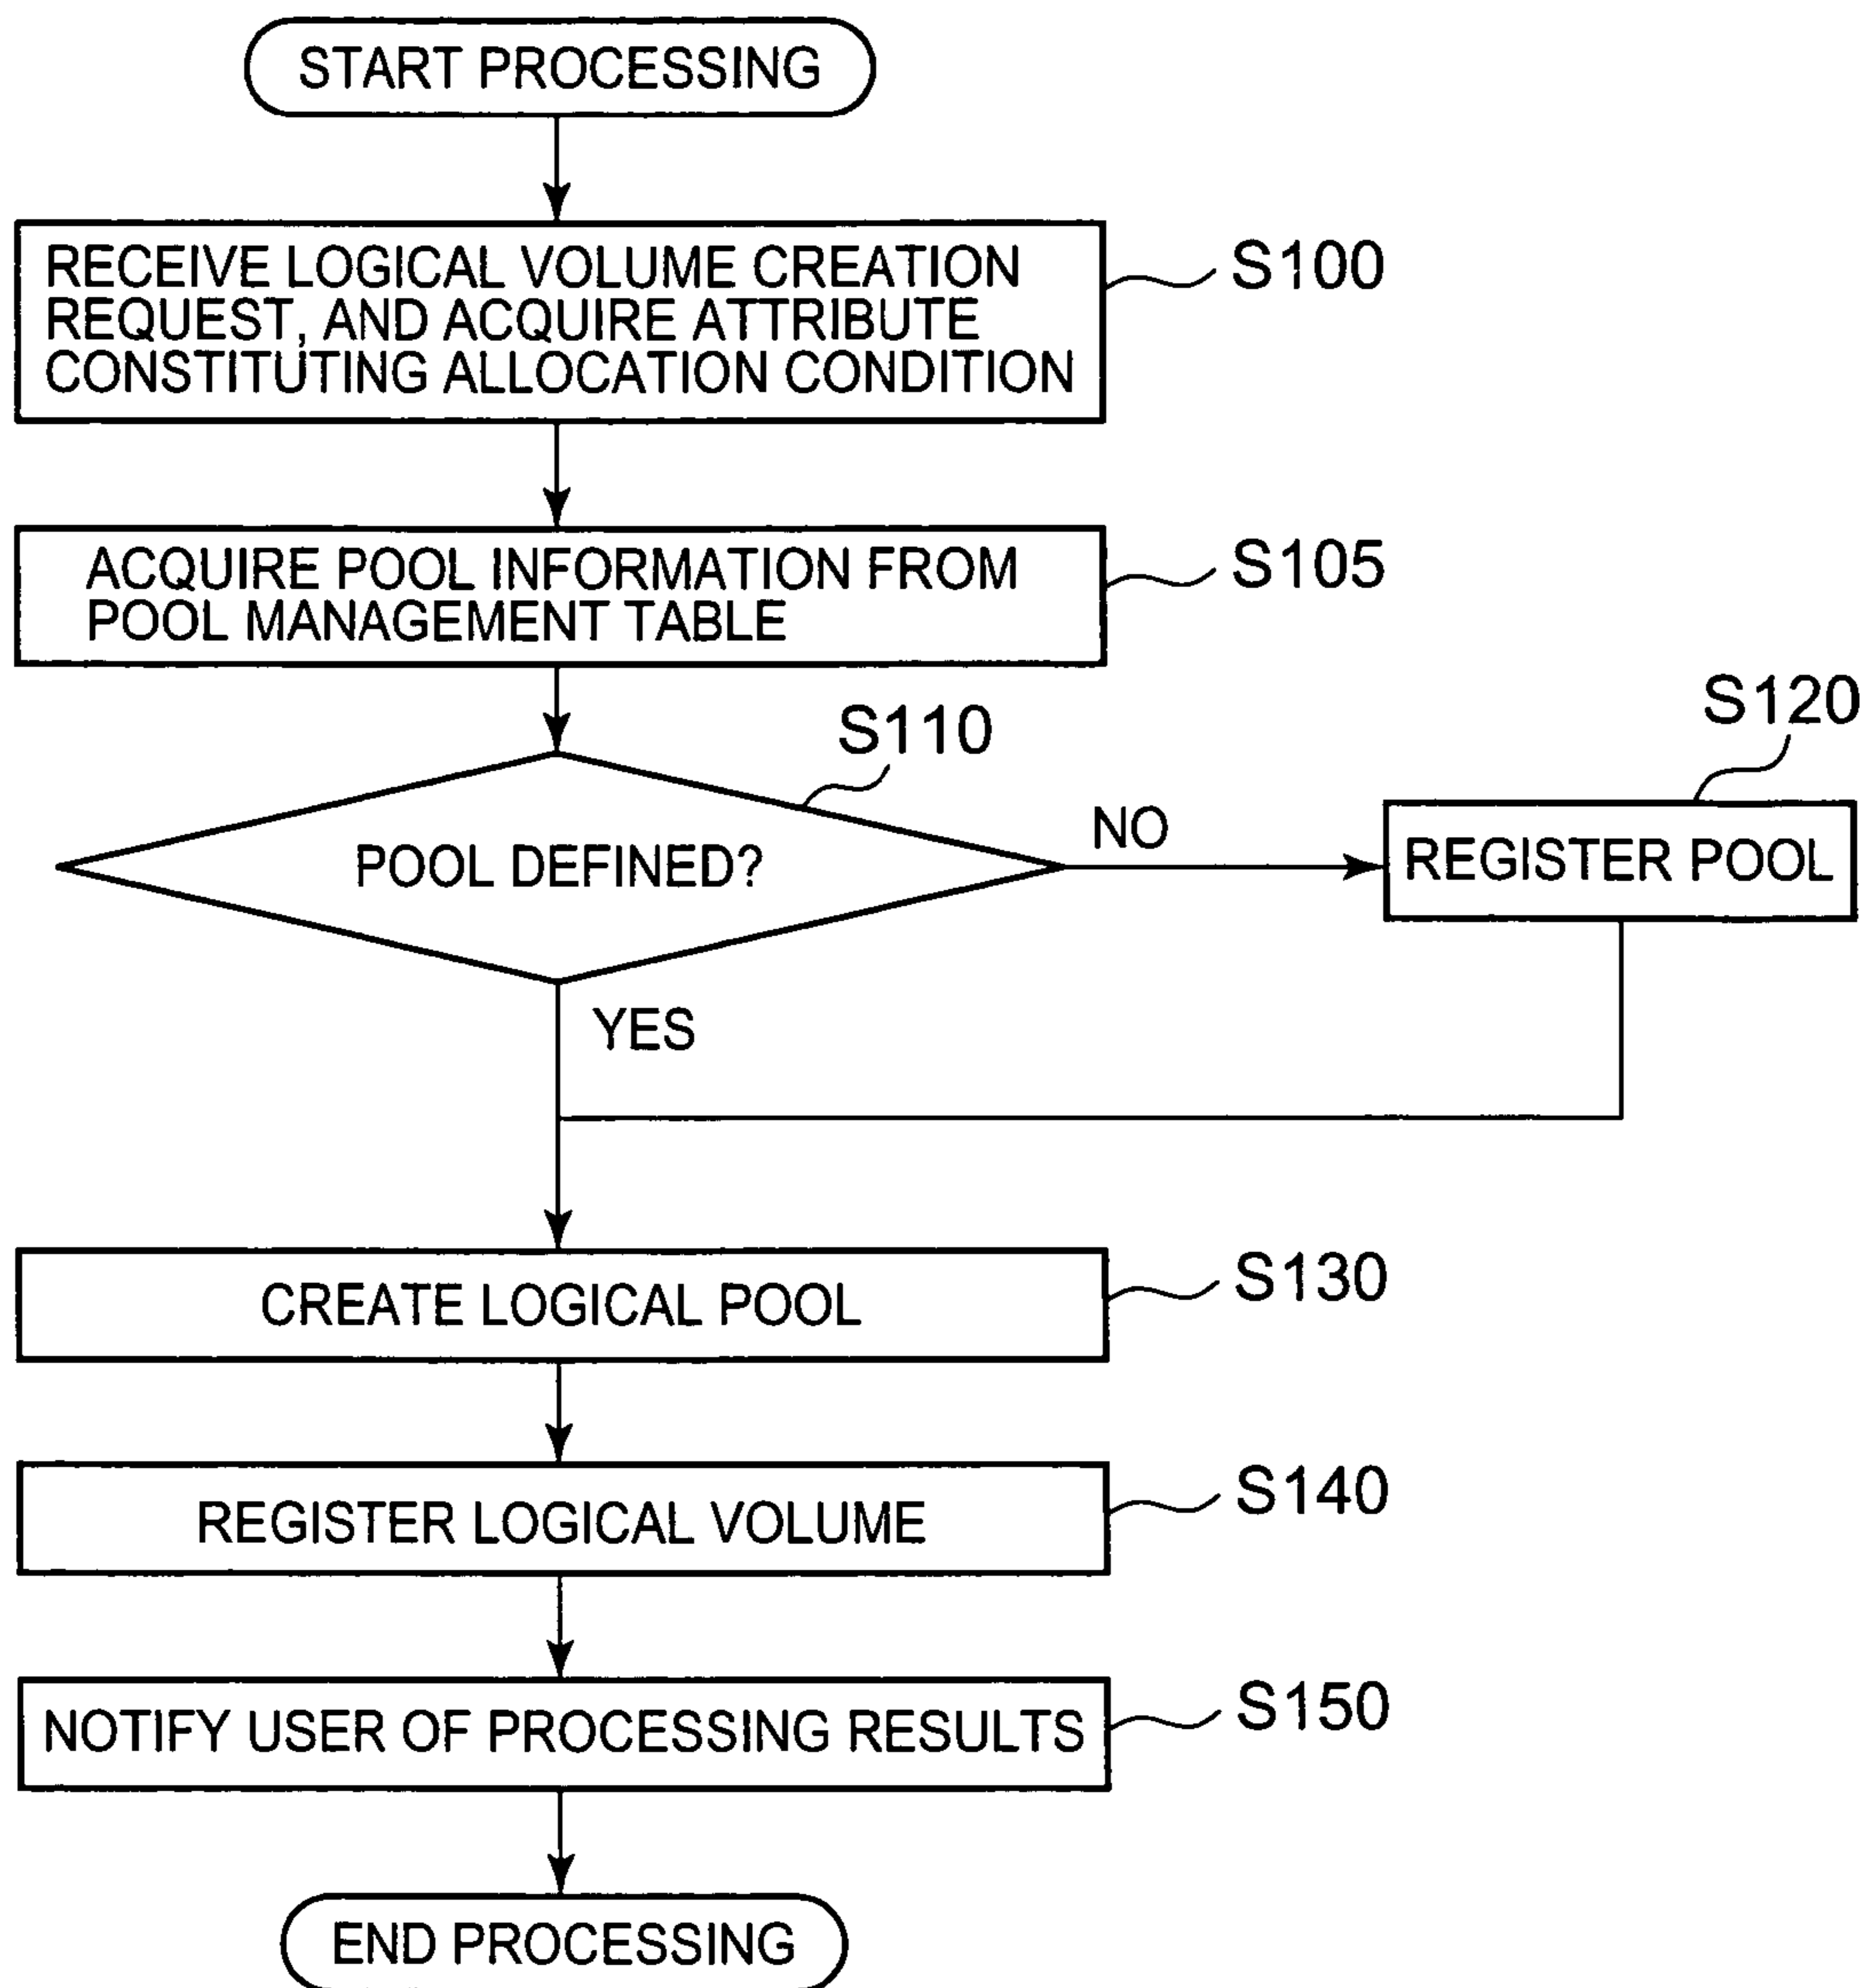 START PROCESSING
RECEIVE LOGICAL VOLUME CREATION
REQUEST, AND ACQUIRE ATTRIBUTE
CONSTITUTING ALLOCATION CONDITION
S100
ACQUIRE POOL INFORMATION FROM
POOL MANAGEMENT TABLE
S105
S110
POOL DEFINED?
NO
S120
REGISTER POOL
YES
CREATE LOGICAL POOL
S130
REGISTER LOGICAL VOLUME
S140
NOTIFY USER OF PROCESSING RESULTS
S150
END PROCESSING